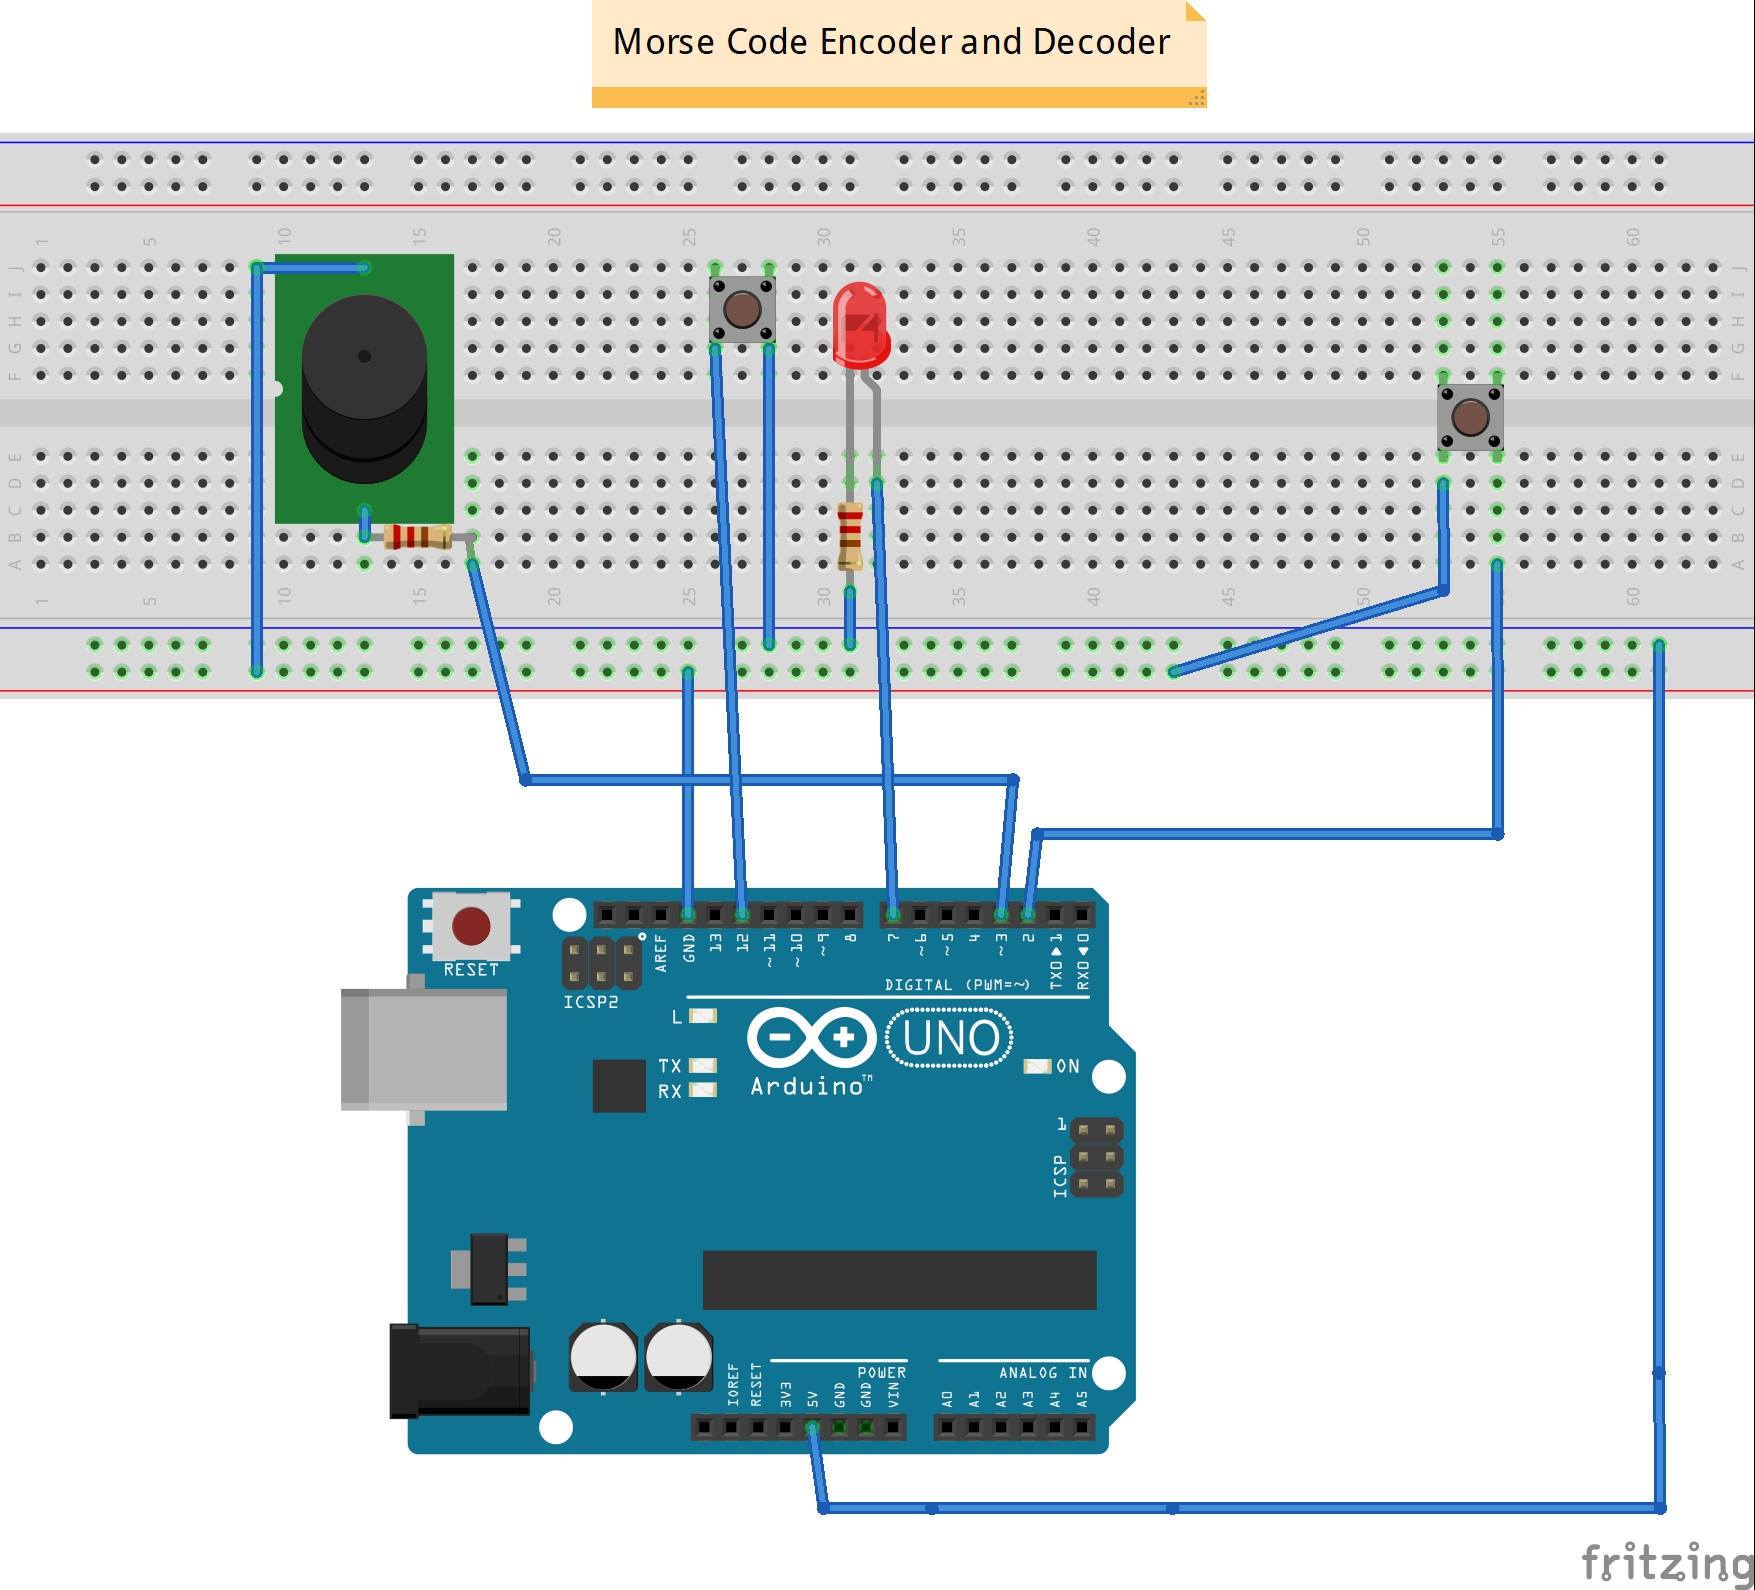 Morse Code Encoder and Decoder
1 5 10 15 20 25 30 35 40 45 50 55 60
J J
I I
H H
G G
F F
E E
D D
C C
B B
A A
1 5 10 15 20 25 30 35 40 45 50 60
RESET
ICSP2
AREF GND 13 12 ~11 ~10 ~9 8 7 ~6 ~5 4 ~3 2 TX0▶1 RX0◀0
DIGITAL (PWM=~)
L
TX
RX
UNO
Arduino™
ON
1
ICSP
POWER
ANALOG IN
IOREF RESET 3V3 5V GND GND VIN A0 A1 A2 A3 A4 A5
fritzing